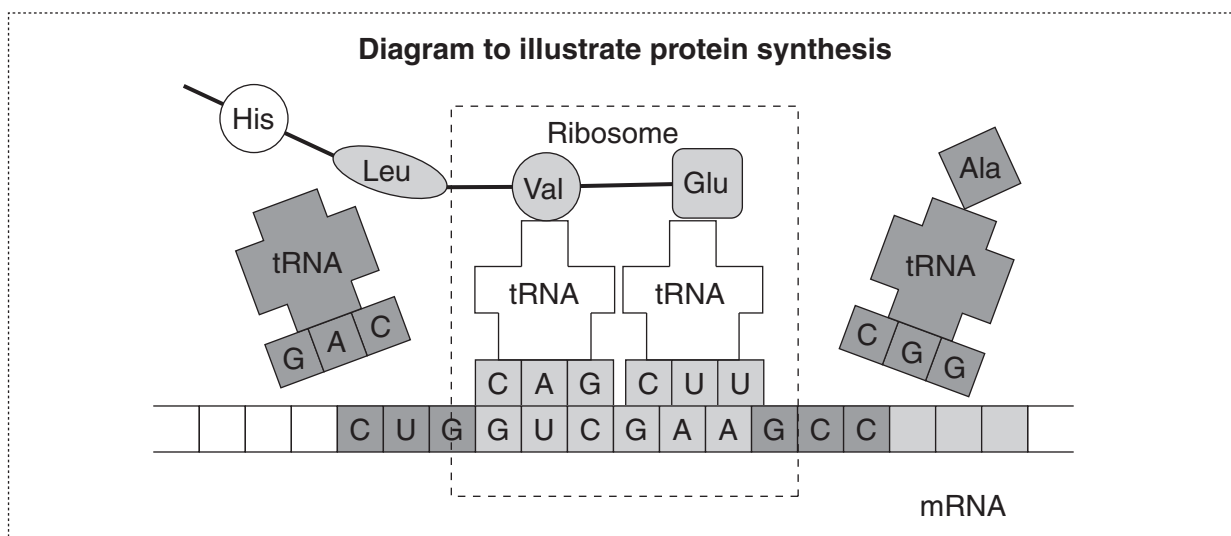 Diagram to illustrate protein synthesis
His
Leu
Ribosome
Val
Glu
Ala
tRNA
tRNA
tRNA
tRNA
G A C
C A G
C U U
C G G
C U G G U C G A A G C C
mRNA